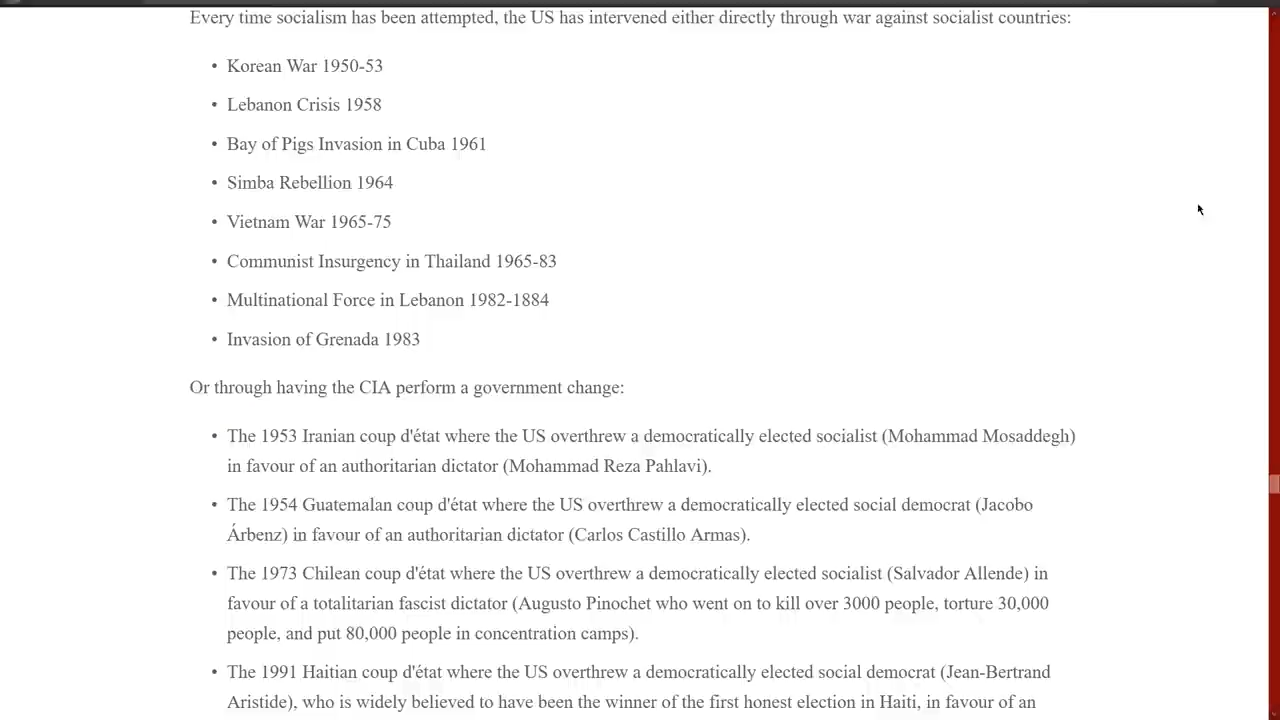 Every time socialism has been attempted, the US has intervened either directly through war against socialist countries:
• Korean War 1950-53
• Lebanon Crisis 1958
• Bay of Pigs Invasion in Cuba 1961
• Simba Rebellion 1964
• Vietnam War 1965-75
• Communist Insurgency in Thailand 1965-83
• Multinational Force in Lebanon 1982-1884
• Invasion of Grenada 1983
Or through having the CIA perform a government change:
• The 1953 Iranian coup d'état where the US overthrew a democratically elected socialist (Mohammad Mosaddegh)
in favour of an authoritarian dictator (Mohammad Reza Pahlavi).
• The 1954 Guatemalan coup d'état where the US overthrew a democratically elected social democrat (Jacobo
Árbenz) in favour of an authoritarian dictator (Carlos Castillo Armas).
• The 1973 Chilean coup d'état where the US overthrew a democratically elected socialist (Salvador Allende) in
favour of a totalitarian fascist dictator (Augusto Pinochet who went on to kill over 3000 people, torture 30,000
people, and put 80,000 people in concentration camps).
• The 1991 Haitian coup d'état where the US overthrew a democratically elected social democrat (Jean-Bertrand
Aristide), who is widely believed to have been the winner of the first honest election in Haiti, in favour of an